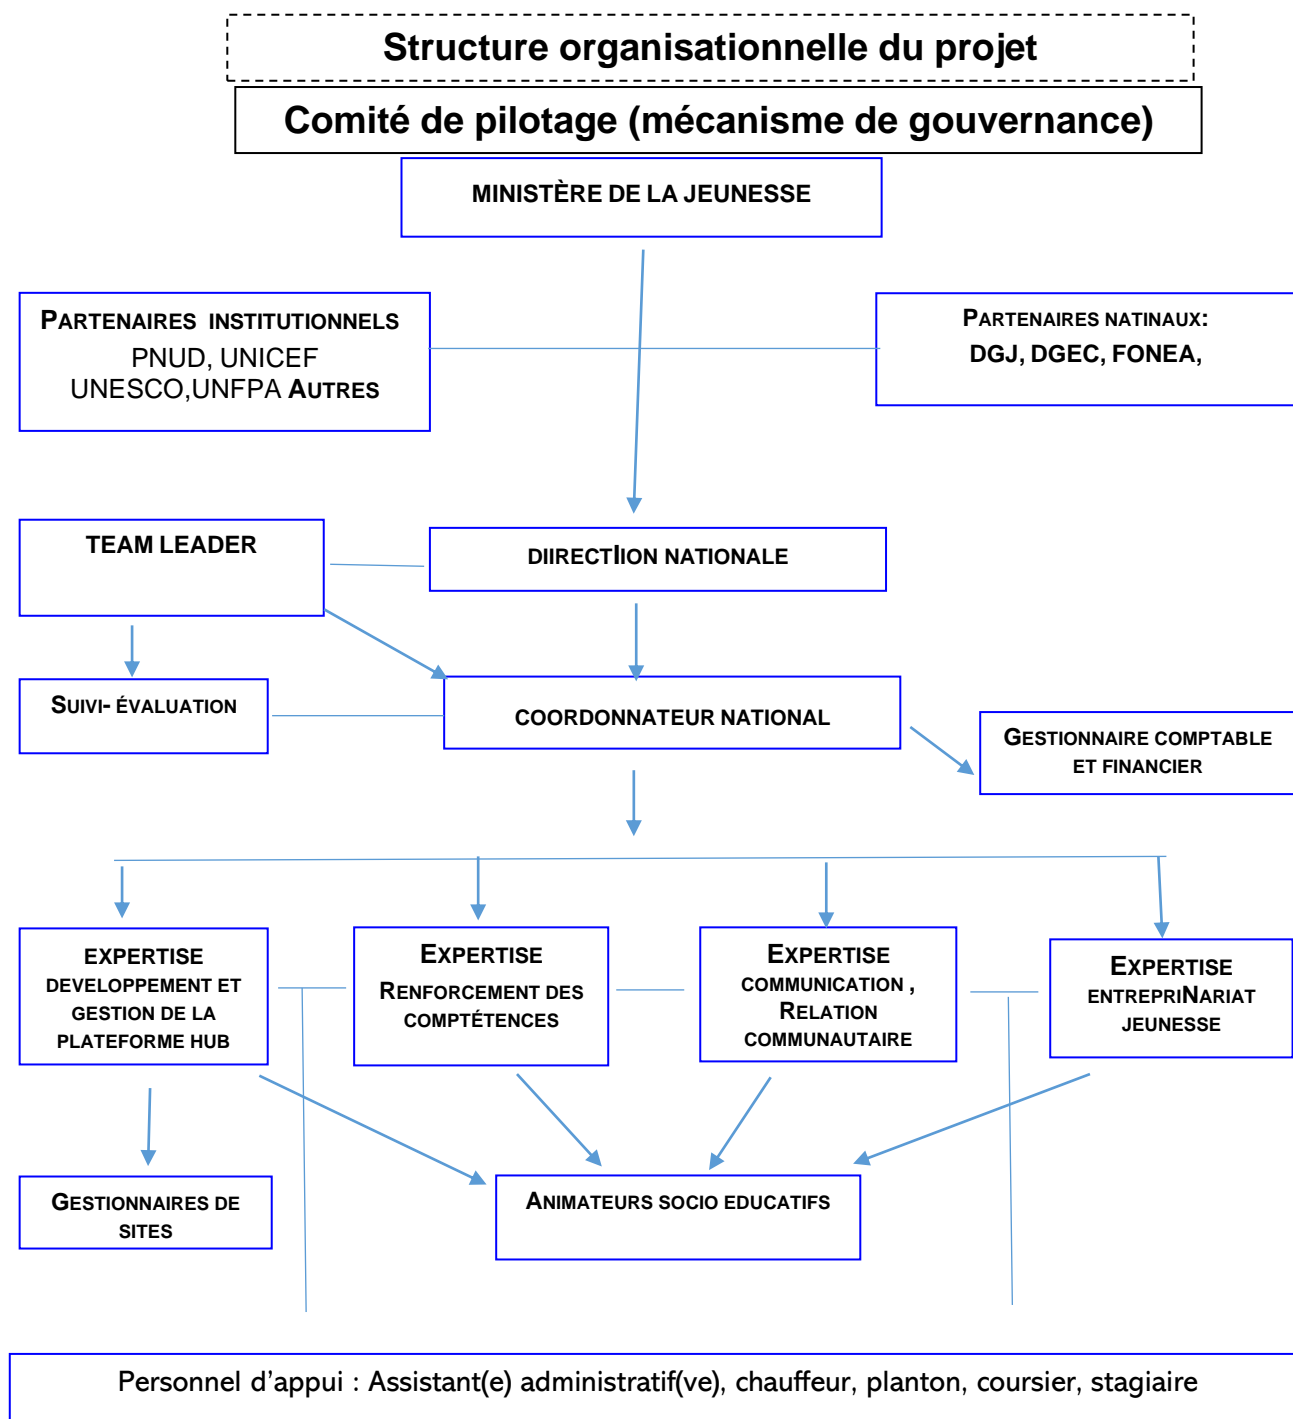 Structure organisationnelle du projet
Comité de pilotage (mécanisme de gouvernance)
MINISTÈRE DE LA JEUNESSE
PARTENAIRES INSTITUTIONNELS
PNUD, UNICEF
UNESCO,UNFPA AUTRES
PARTENAIRES NATINAUX:
DGJ, DGEC, FONEA,
TEAM LEADER
DIIRECTIION NATIONALE
SUIVI- ÉVALUATION
COORDONNATEUR NATIONAL
GESTIONNAIRE COMPTABLE
ET FINANCIER
EXPERTISE
DEVELOPPEMENT ET
GESTION DE LA
PLATEFORME HUB
EXPERTISE
RENFORCEMENT DES
COMPTÉTENCES
EXPERTISE
COMMUNICATION ,
RELATION
COMMUNAUTAIRE
EXPERTISE
ENTREPRINARIAT
JEUNESSE
GESTIONNAIRES DE
SITES
ANIMATEURS SOCIO EDUCATIFS
Personnel d'appui : Assistant(e) administratif(ve), chauffeur, planton, coursier, stagiaire